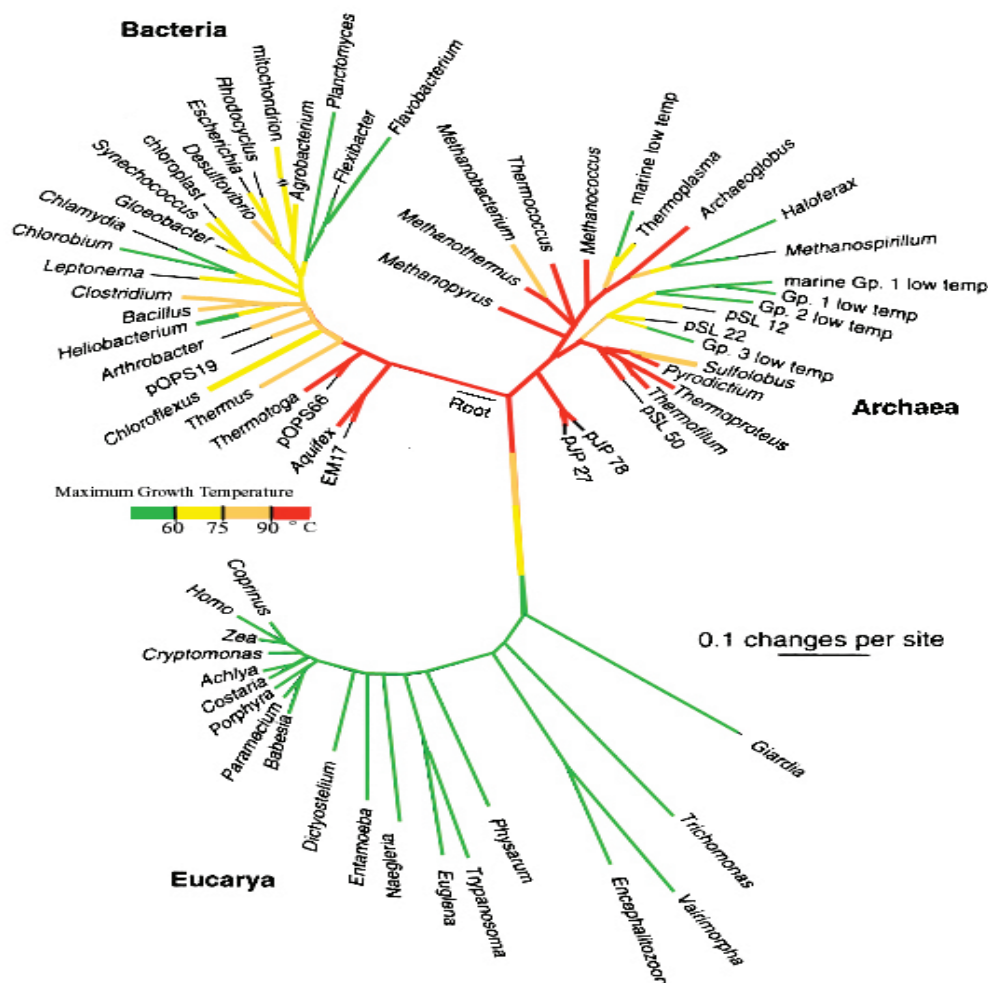 Bacteria
mitochondrion
Planctomyces
Rhodocyclus
Escherichia
Desulfovibrio
Agrobacterium
Flexibacter
Flavobacterium
chloroplast
Synechococcus
Gloeobacter
Chlamydia
Chlorobium
Leptonema
Clostridium
Bacillus
Heliobacterium
Arthrobacter
pOPS19
Chloroflexus
Thermus
Thermotoga
pOPS66
Aquifex
EM17
Root
Methanopyrus
Methanothermus
Methanobacterium
Thermococcus
Methanococcus
marine low temp
Thermoplasma
Archaeoglobus
Haloferax
Methanospirillum
marine Gp. 1 low temp
Gp. 1 low temp
Gp. 2 low temp
pSL 12
pSL 22
Gp. 3 low temp
Sulfolobus
Pyrodictium
Thermoproteus
Thermofilum
pSL 50
pJP 78
pJP 27
Archaea
Maximum Growth Temperature
60 75 90 ° C
Coprinus
Homo
Zea
Cryptomonas
Achlya
Costaria
Porphyra
Paramecium
Babesia
Dictyostelium
Entamoeba
Naegleria
Euglena
Trypanosoma
Physarum
Encephalitozoon
Vairimorpha
Trichomonas
Giardia
0.1 changes per site
Eucarya